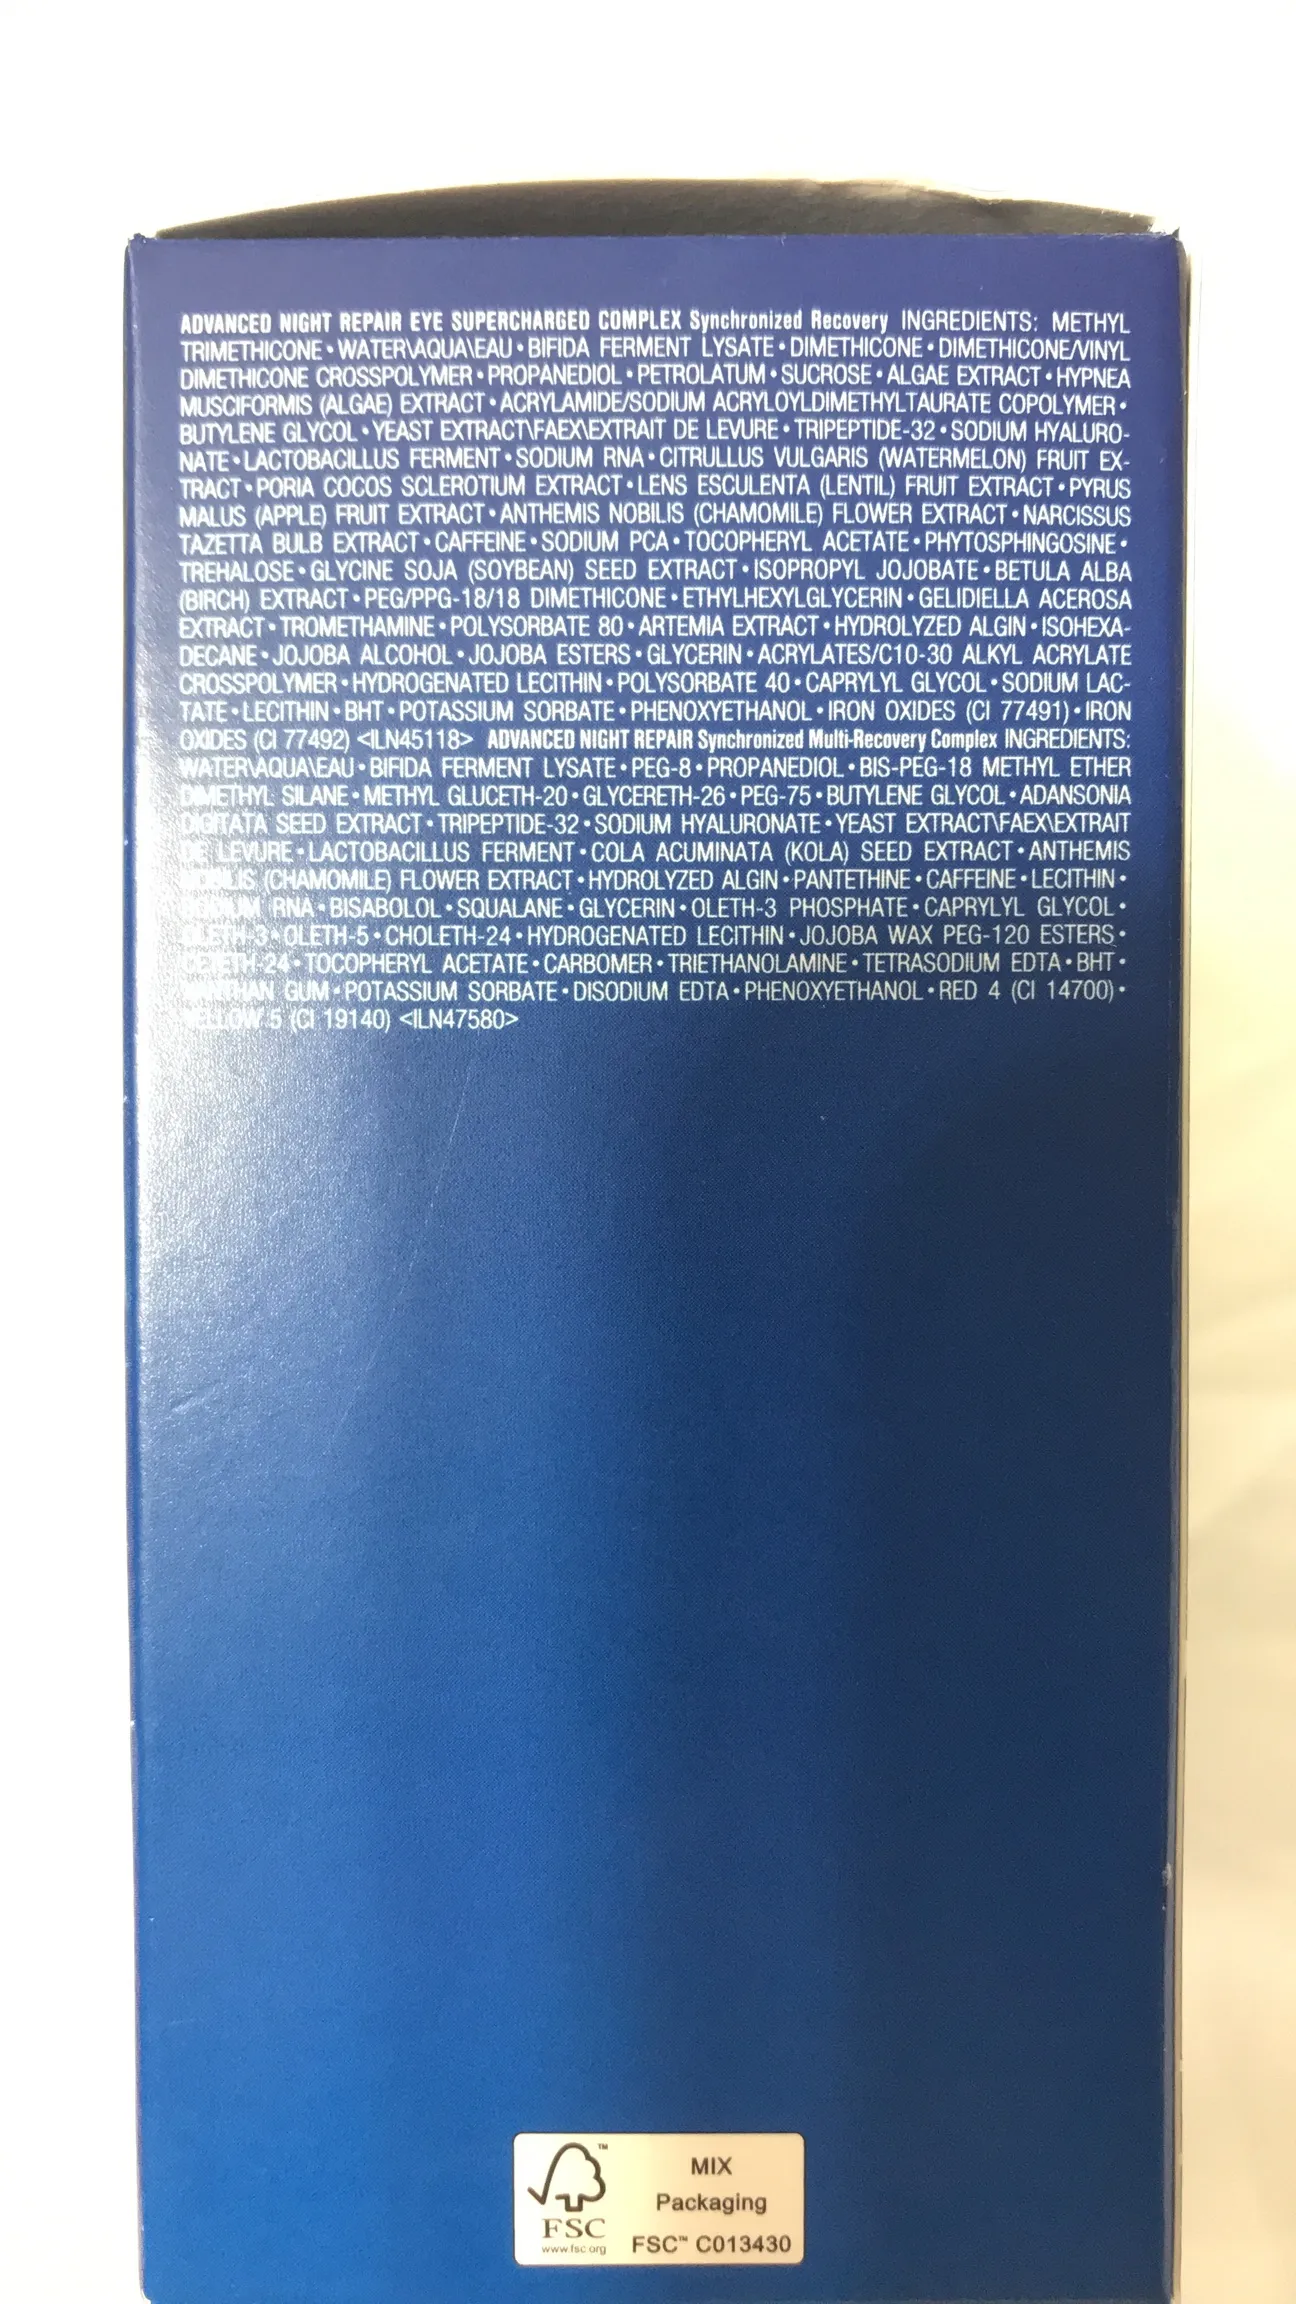 ADVANCED NIGHT REPAIR EYE SUPERCHARGED COMPLEX Synchronized Recovery INGREDIENTS: METHYL
TRIMETHICONE • WATER\AQUA\EAU • BIFIDA FERMENT LYSATE • DIMETHICONE • DIMETHICONE/VINYL
DIMETHICONE CROSSPOLYMER • PROPANEDIOL • PETROLATUM • SUCROSE • ALGAE EXTRACT • HYPNEA
MUSCIFORMIS (ALGAE) EXTRACT • ACRYLAMIDE/SODIUM ACRYLOYLDIMETHYLTAURATE COPOLYMER •
BUTYLENE GLYCOL • YEAST EXTRACT\FAEX\EXTRAIT DE LEVURE • TRIPEPTIDE-32 • SODIUM HYALURO-
NATE • LACTOBACILLUS FERMENT • SODIUM RNA • CITRULLUS VULGARIS (WATERMELON) FRUIT EX-
TRACT • PORIA COCOS SCLEROTIUM EXTRACT • LENS ESCULENTA (LENTIL) FRUIT EXTRACT • PYRUS
MALUS (APPLE) FRUIT EXTRACT • ANTHEMIS NOBILIS (CHAMOMILE) FLOWER EXTRACT • NARCISSUS
TAZETTA BULB EXTRACT • CAFFEINE • SODIUM PCA • TOCOPHERYL ACETATE • PHYTOSPHINGOSINE •
TREHALOSE • GLYCINE SOJA (SOYBEAN) SEED EXTRACT • ISOPROPYL JOJOBATE • BETULA ALBA
(BIRCH) EXTRACT • PEG/PPG-18/18 DIMETHICONE • ETHYLHEXYLGLYCERIN • GELIDIELLA ACEROSA
EXTRACT • TROMETHAMINE • POLYSORBATE 80 • ARTEMIA EXTRACT • HYDROLYZED ALGIN • ISOHEXA-
DECANE • JOJOBA ALCOHOL • JOJOBA ESTERS • GLYCERIN • ACRYLATES/C10-30 ALKYL ACRYLATE
CROSSPOLYMER • HYDROGENATED LECITHIN • POLYSORBATE 40 • CAPRYLYL GLYCOL • SODIUM LAC-
TATE • LECITHIN • BHT • POTASSIUM SORBATE • PHENOXYETHANOL • IRON OXIDES (CI 77491) • IRON
OXIDES (CI 77492) <ILN45118> ADVANCED NIGHT REPAIR Synchronized Multi-Recovery Complex INGREDIENTS:
WATER\AQUA\EAU • BIFIDA FERMENT LYSATE • PEG-8 • PROPANEDIOL • BIS-PEG-18 METHYL ETHER
DIMETHYL SILANE • METHYL GLUCETH-20 • GLYCERETH-26 • PEG-75 • BUTYLENE GLYCOL • ADANSONIA
DIGITATA SEED EXTRACT • TRIPEPTIDE-32 • SODIUM HYALURONATE • YEAST EXTRACT\FAEX\EXTRAIT
DE LEVURE • LACTOBACILLUS FERMENT • COLA ACUMINATA (KOLA) SEED EXTRACT • ANTHEMIS
NOBILIS (CHAMOMILE) FLOWER EXTRACT • HYDROLYZED ALGIN • PANTETHINE • CAFFEINE • LECITHIN •
SODIUM RNA • BISABOLOL • SQUALANE • GLYCERIN • OLETH-3 PHOSPHATE • CAPRYLYL GLYCOL •
OLETH-3 • OLETH-5 • CHOLETH-24 • HYDROGENATED LECITHIN • JOJOBA WAX PEG-120 ESTERS •
CETETH-24 • TOCOPHERYL ACETATE • CARBOMER • TRIETHANOLAMINE • TETRASODIUM EDTA • BHT •
XANTHAN GUM • POTASSIUM SORBATE • DISODIUM EDTA • PHENOXYETHANOL • RED 4 (CI 14700) •
YELLOW 5 (CI 19140) <ILN47580>
FSC
www.fsc.org
MIX
Packaging
FSC™ C013430